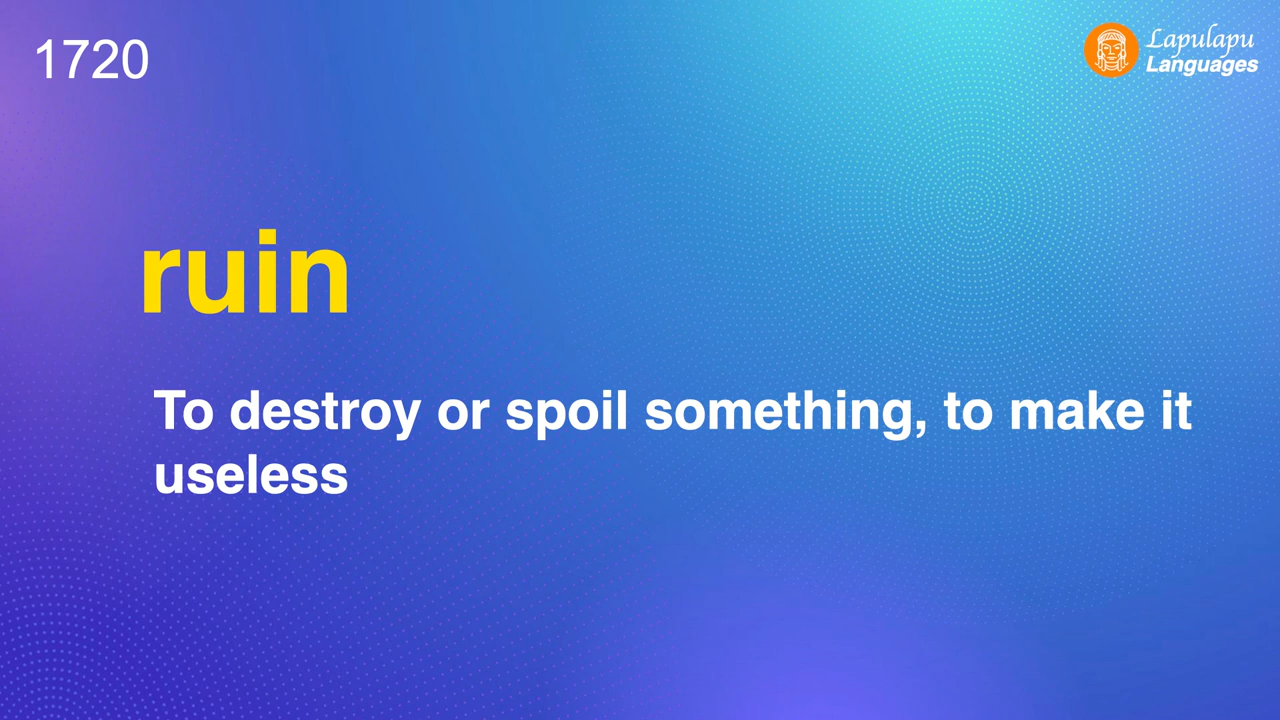 1720
Lapulapu
Languages
ruin
To destroy or spoil something, to make it
useless